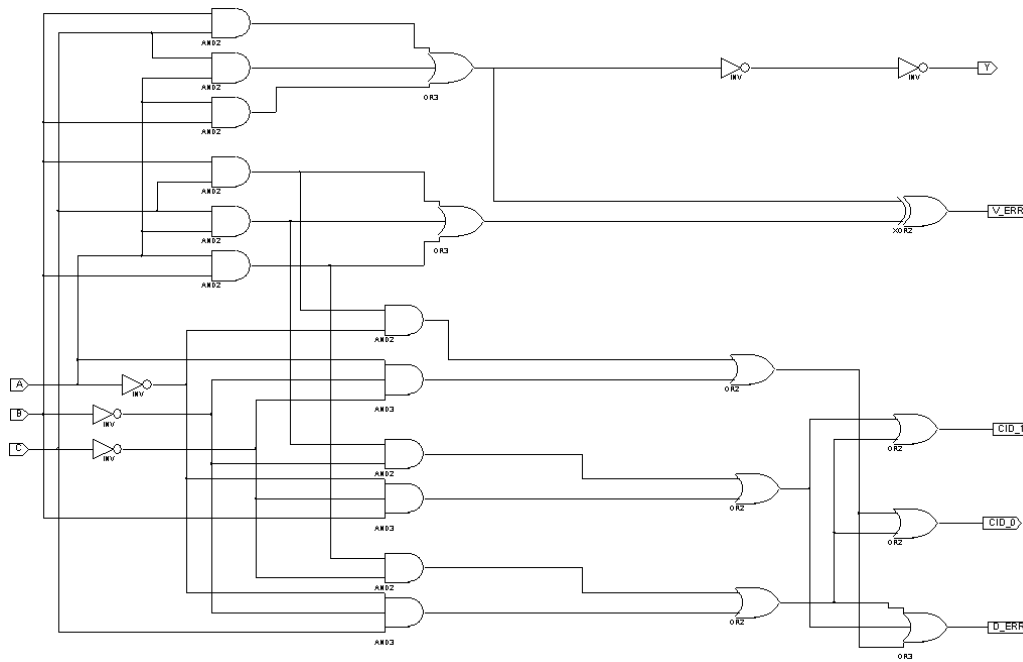 AND2
AND2
AND2
OR3
INV
INV
Y
AND2
AND2
AND2
OR3
XOR2
V_ERR
A
INV
B
INV
C
INV
AND2
AND3
OR2
AND2
AND3
OR2
OR2
CID_1
OR2
CID_0
AND2
AND3
OR2
OR3
D_ERR